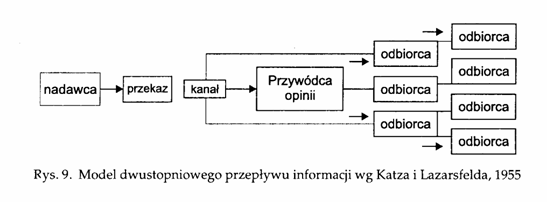 odbiorca
odbiorca
odbiorca
nadawca
przekaz
kanał
Przywódca
opinii
odbiorca
odbiorca
odbiorca
odbiorca
Rys. 9. Model dwustopniowego przepływu informacji wg Katza i Lazarsfelda, 1955